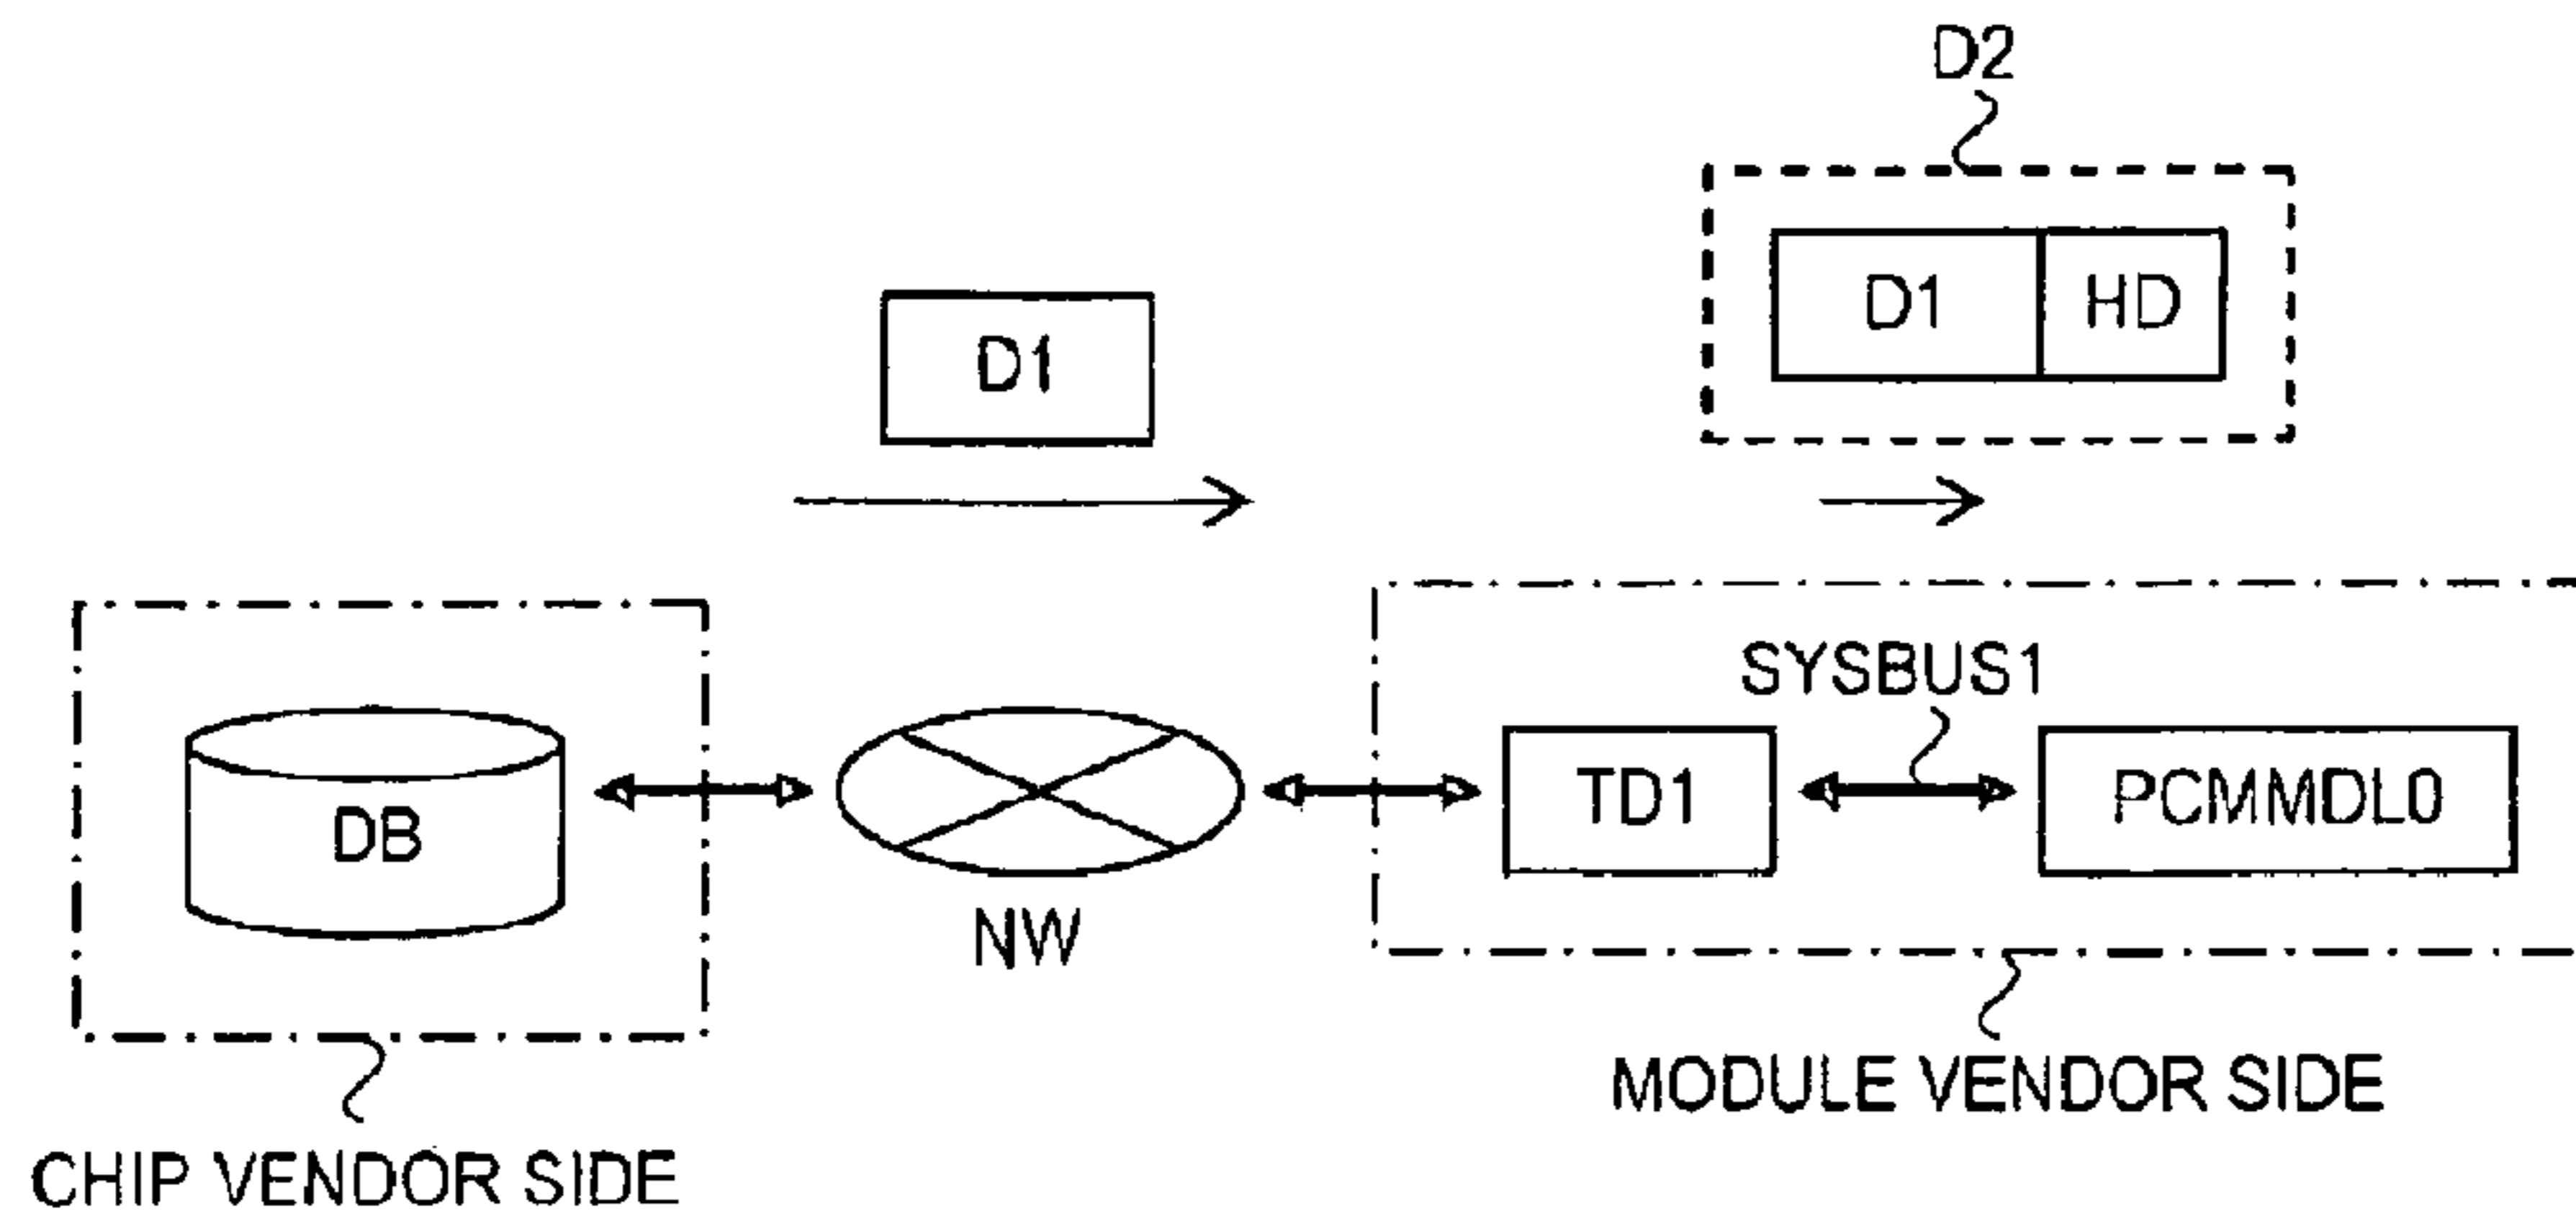 D2
D1 HD
D1
SYSBUS1
DB
TD1
PCMMDL0
NW
MODULE VENDOR SIDE
CHIP VENDOR SIDE